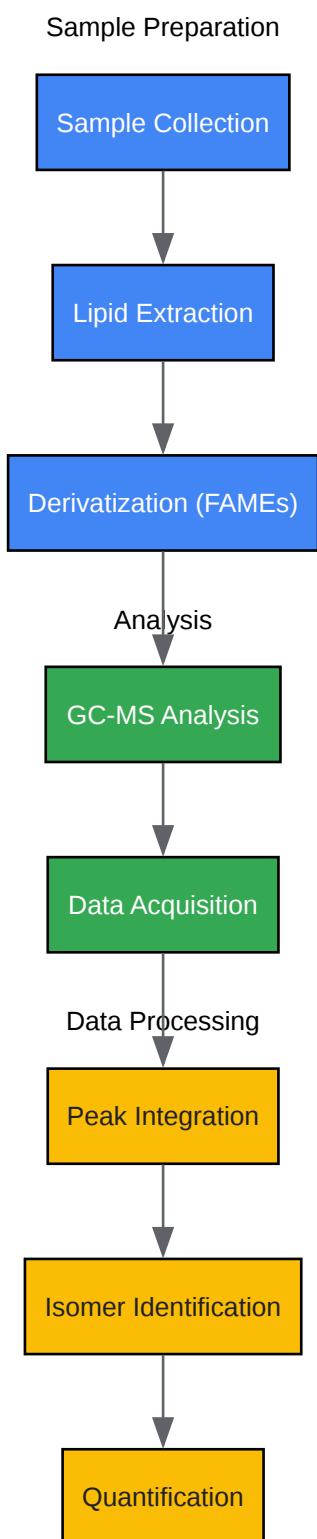 Sample Preparation
Sample Collection
Lipid Extraction
Derivatization (FAMEs)
Analysis
GC-MS Analysis
Data Acquisition
Data Processing
Peak Integration
Isomer Identification
Quantification